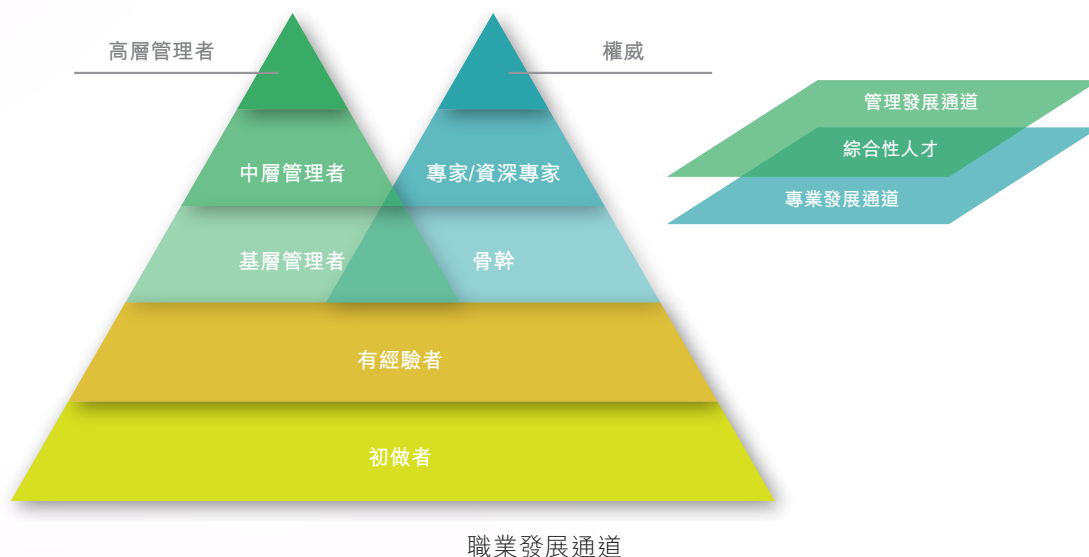 高層管理者
權威
管理發展通道
綜合性人才
專業發展通道
中層管理者
專家/資深專家
基層管理者
骨幹
有經驗者
初做者
職業發展通道